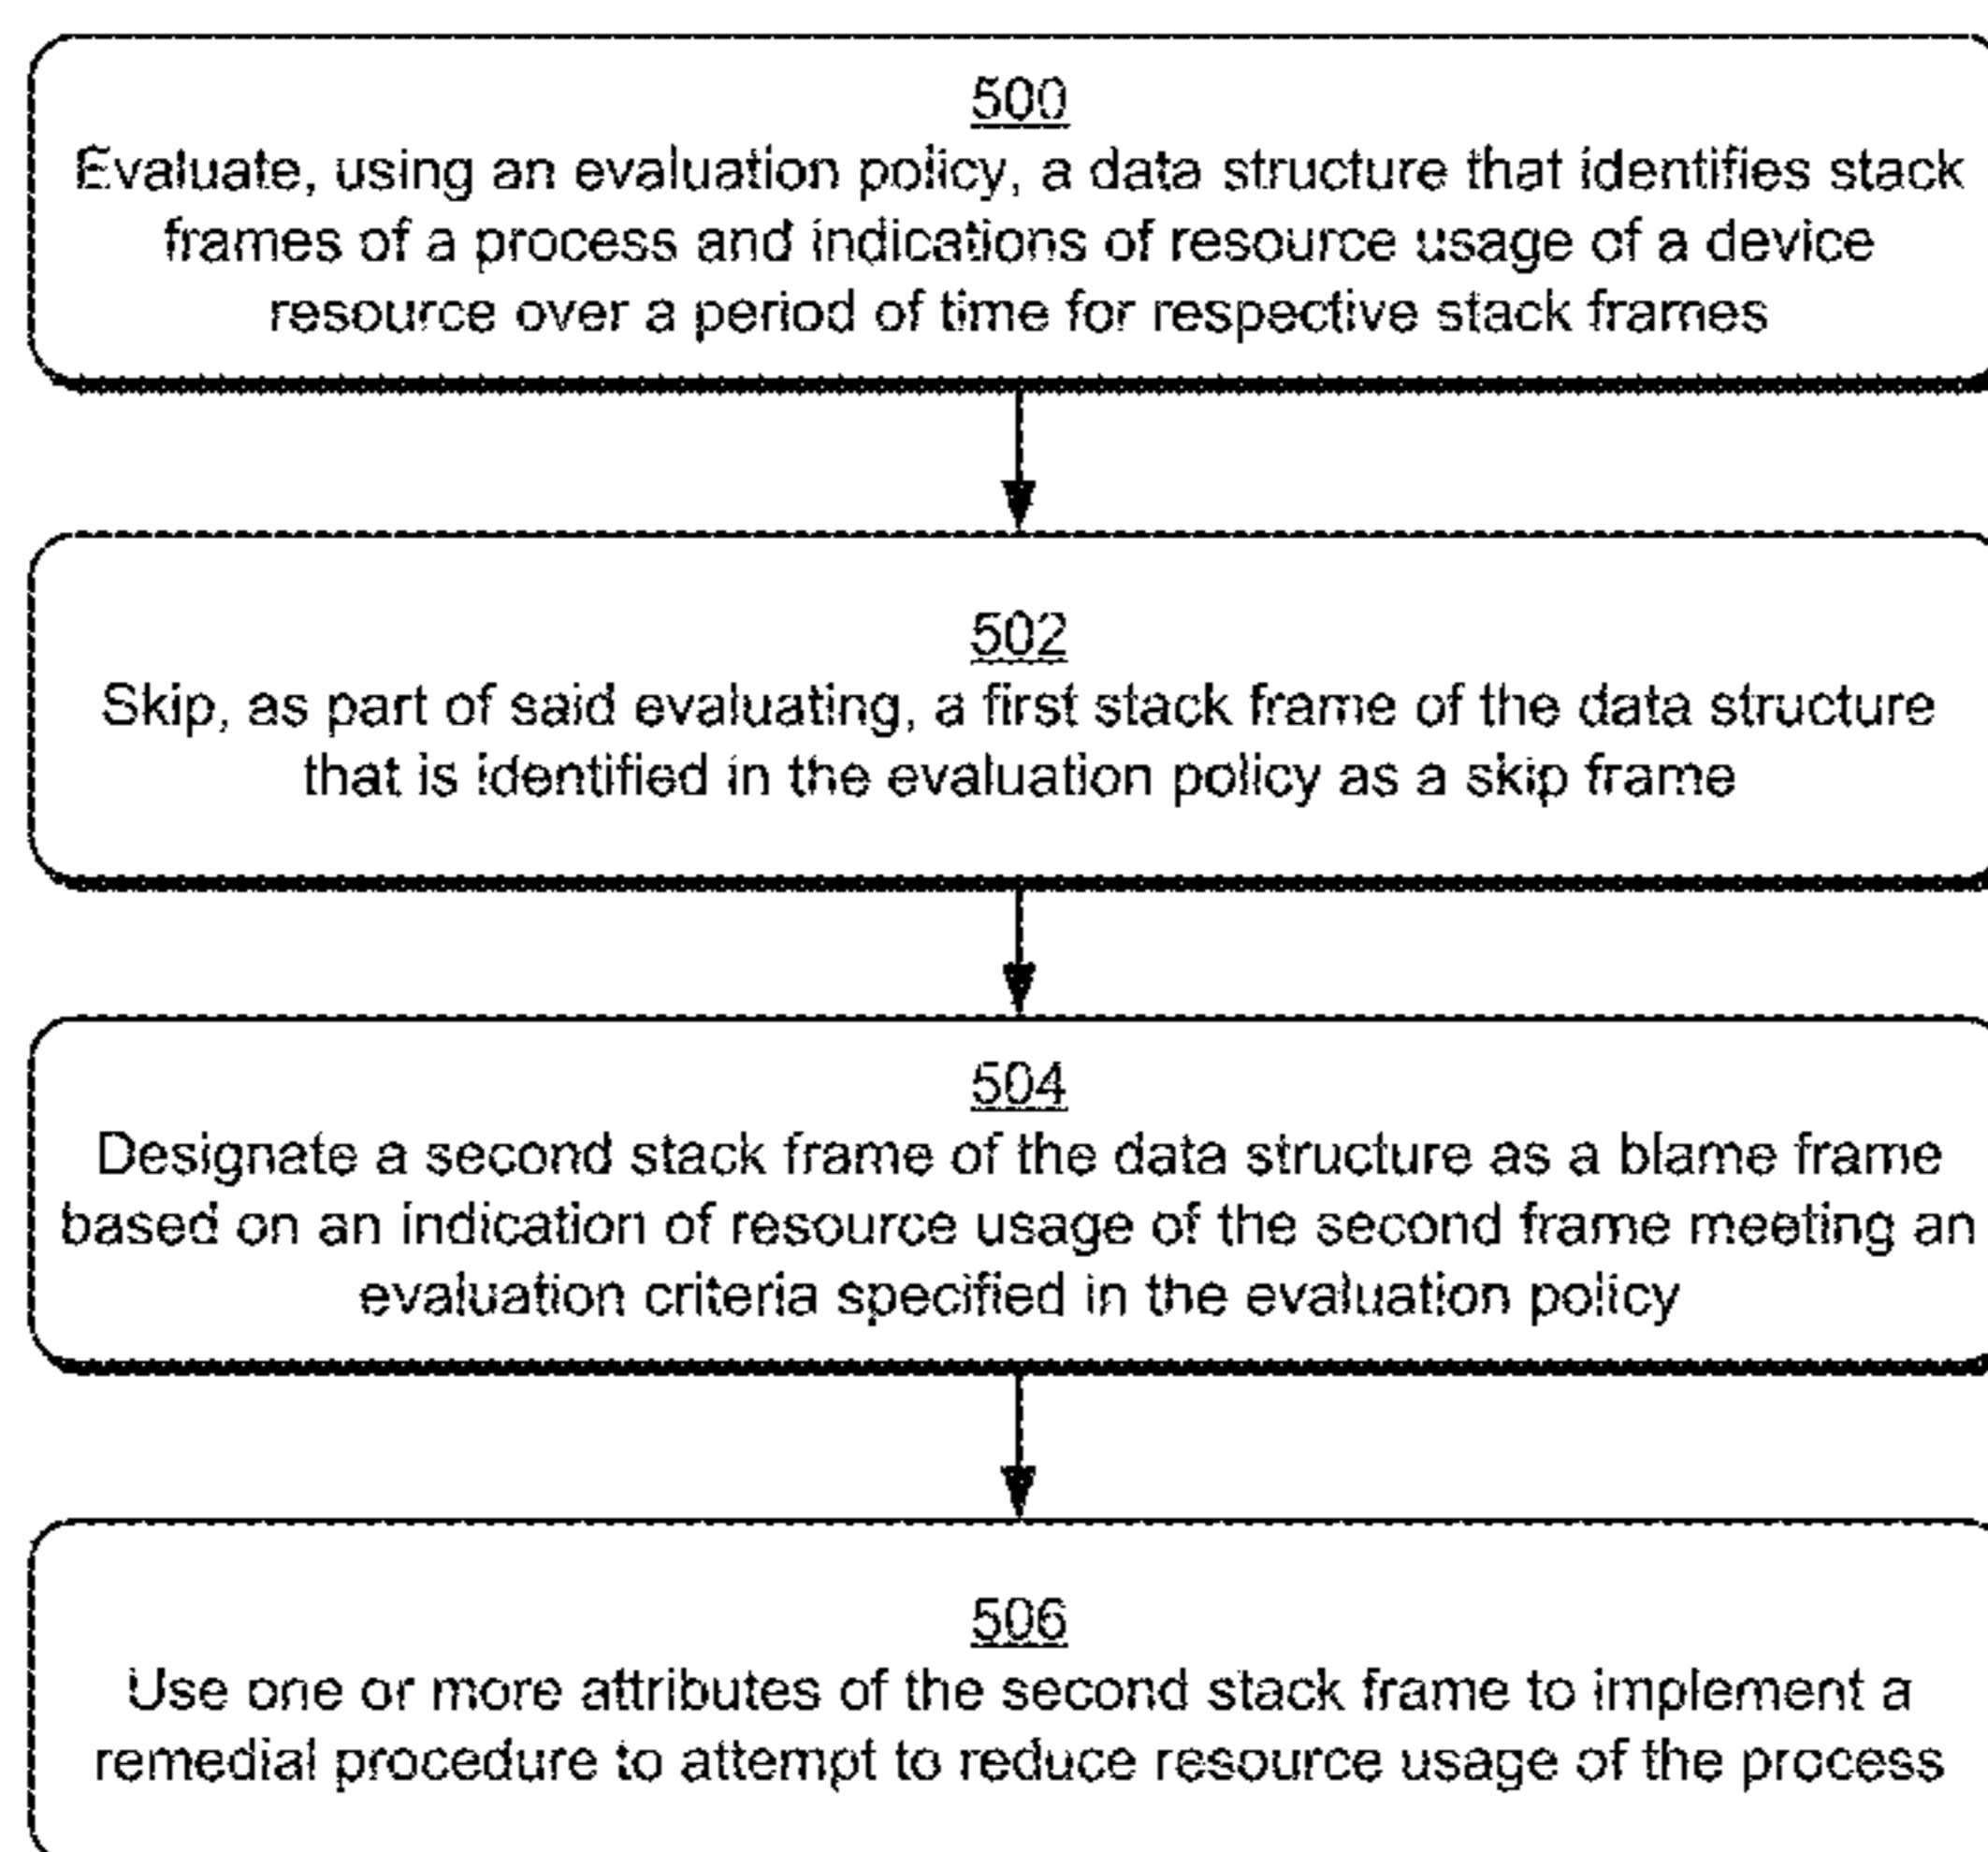 500
Evaluate, using an evaluation policy, a data structure that identifies stack
frames of a process and indications of resource usage of a device
resource over a period of time for respective stack frames
502
Skip, as part of said evaluating, a first stack frame of the data structure
that is identified in the evaluation policy as a skip frame
504
Designate a second stack frame of the data structure as a blame frame
based on an indication of resource usage of the second frame meeting an
evaluation criteria specified in the evaluation policy
506
Use one or more attributes of the second stack frame to implement a
remedial procedure to attempt to reduce resource usage of the process